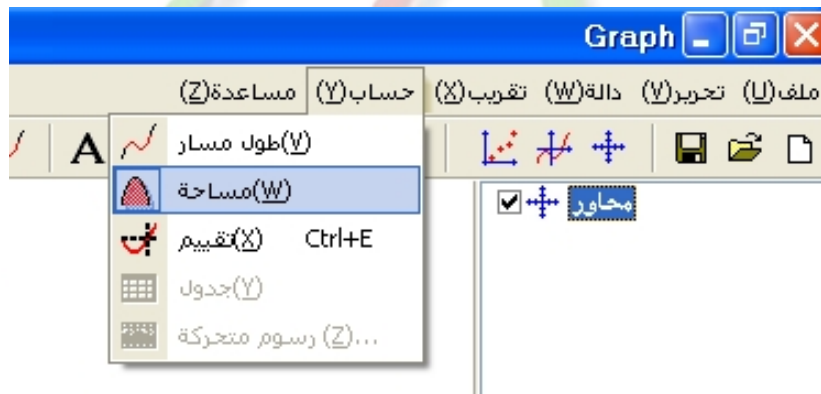 Graph
ملف(U) تحرير(V) دالة(W) تقريب(X) حساب(Y) مساعدة(Z)
A
طول مسار(V)
مساحة(W)
تقييم(X) Ctrl+E
جدول(Y)
رسوم متحركة (Z)...
محاور